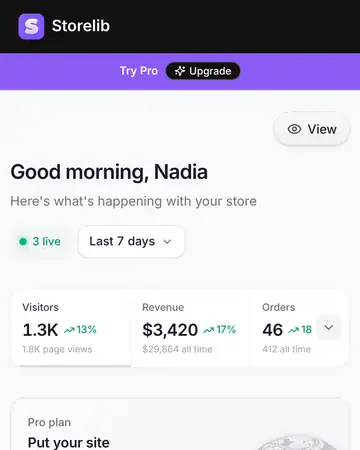 Storelib
Try Pro Upgrade
View
Good morning, Nadia
Here's what's happening with your store
3 live
Last 7 days
Visitors Revenue Orders
1.3K 13% $3,420 17% 46 18
1.8K page views $29,864 all time 412 all time
Pro plan
Put your site